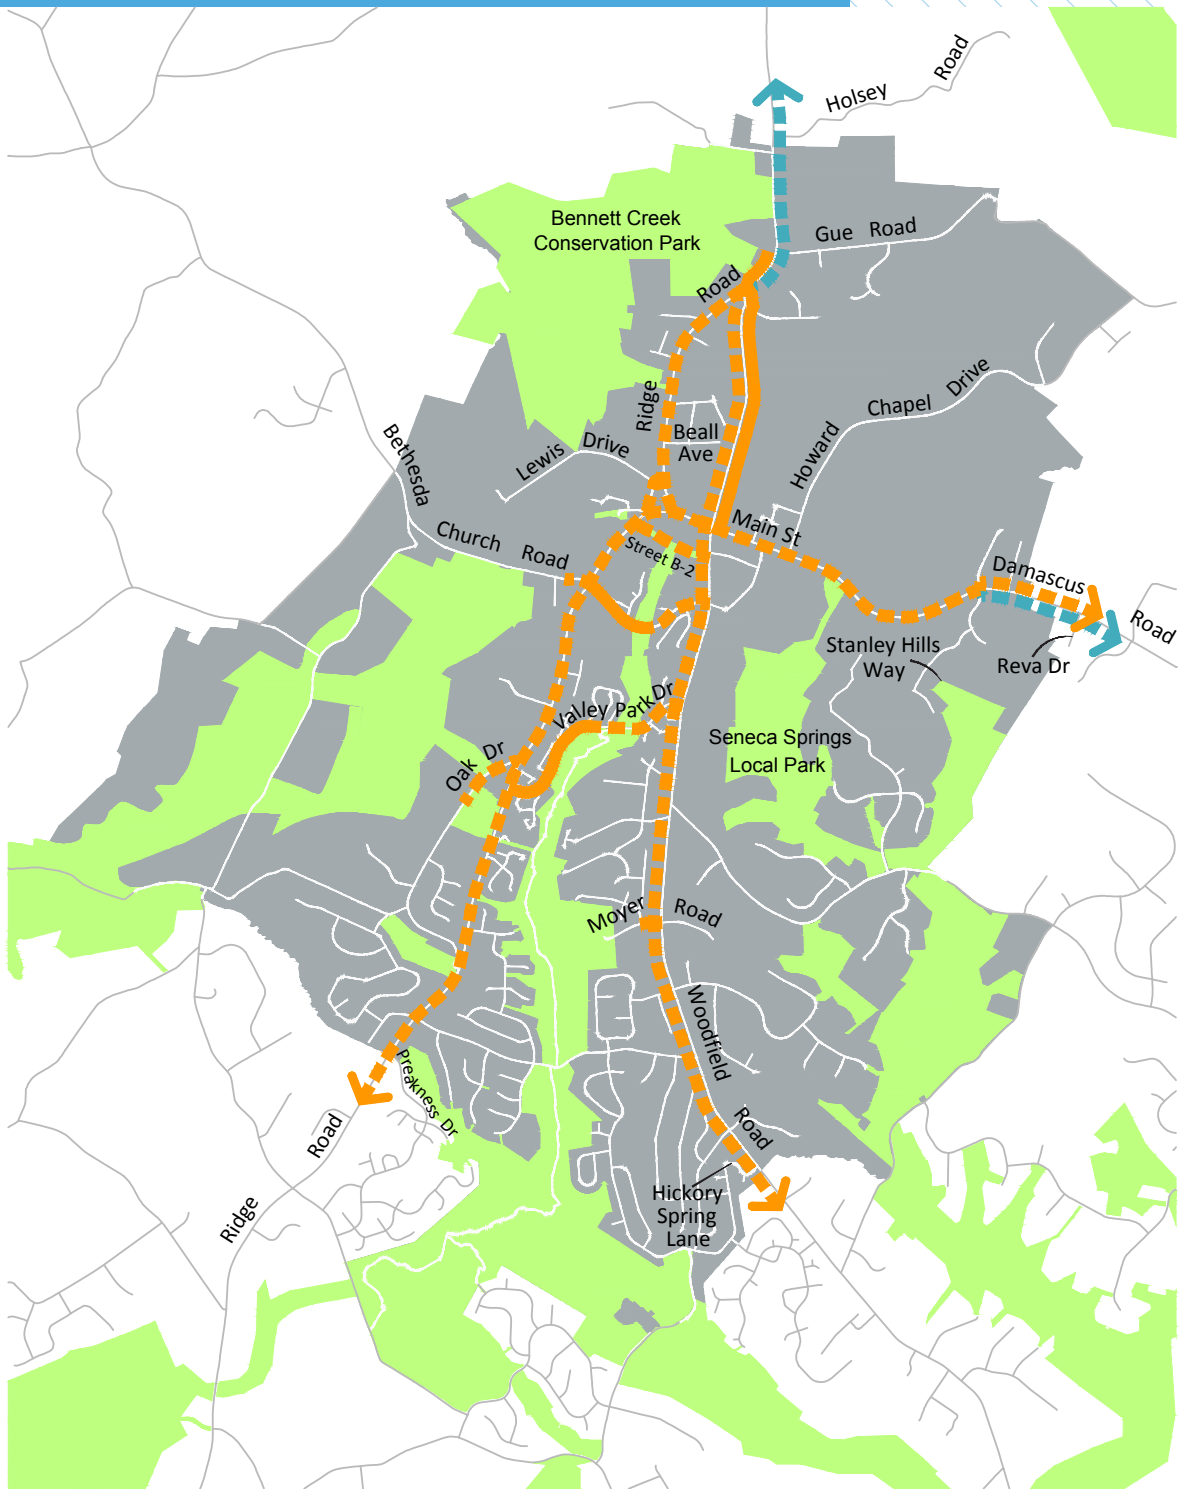 Holsey Road
Bennett Creek
Conservation Park
Gue Road
Road
Ridge
Chapel Drive
Howard
Beall
Ave
Lewis Drive
Bethesda
Church Road
Main St
Street B-2
Damascus
Road
Reva Dr
Stanley Hills
Way
Valley Park Dr
Oak Dr
Seneca Springs
Local Park
Moyer Road
Woodfield
Road
Preakness Dr
Road
Ridge
Hickory
Spring
Lane